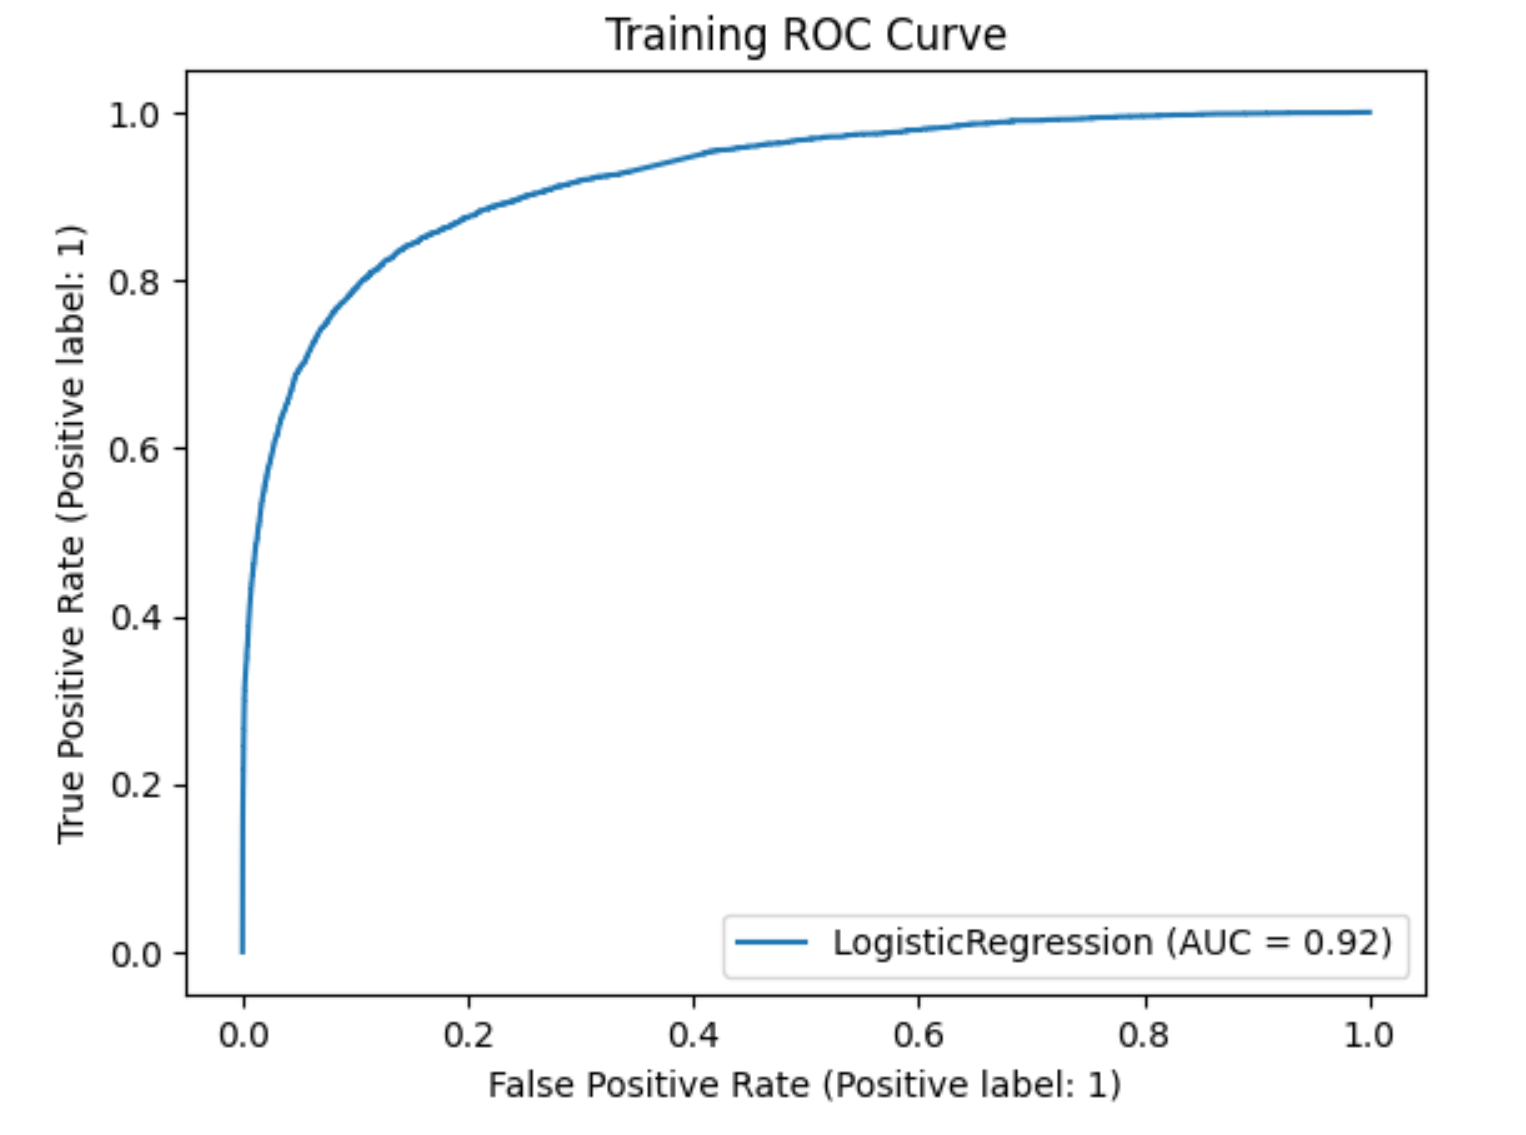 Training ROC Curve
True Positive Rate (Positive label: 1)
1.0
0.8
0.6
0.4
0.2
0.0
LogisticRegression (AUC = 0.92)
0.0 0.2 0.4 0.6 0.8 1.0
False Positive Rate (Positive label: 1)